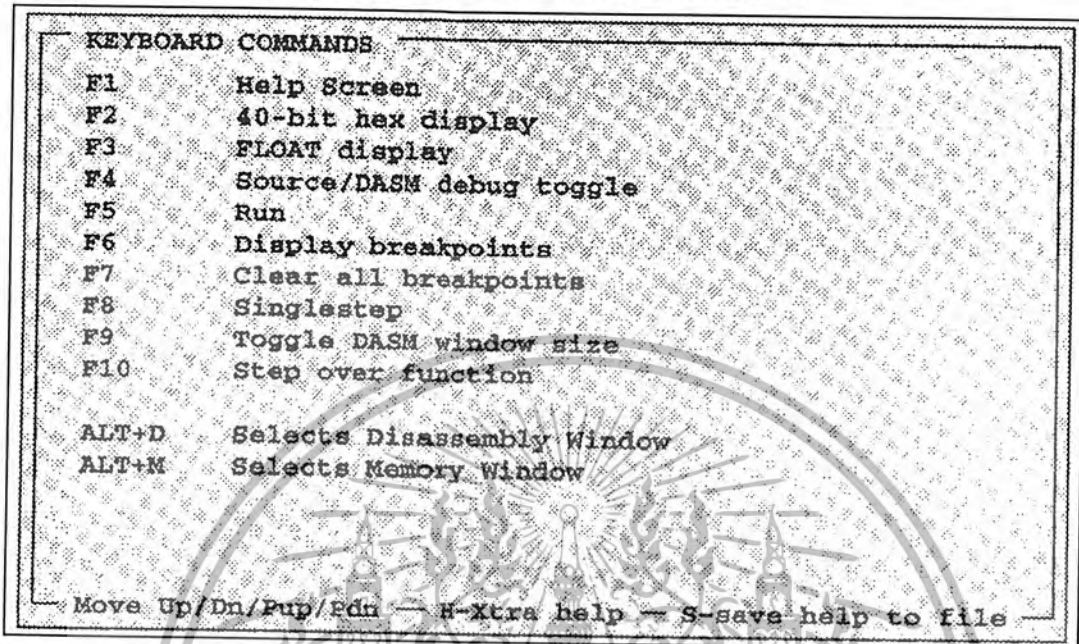 KEYBOARD COMMANDS
F1 Help Screen
F2 40-bit hex display
F3 FLOAT display
F4 Source/DASM debug toggle
F5 Run
F6 Display breakpoints
F7 Clear all breakpoints
F8 Singlestep
F9 Toggle DASM window size
F10 Step over function
ALT+D Selects Disassembly Window
ALT+M Selects Memory Window
Move Up/Dn/Pup/Pdn — H-Xtra help — S-save help to file